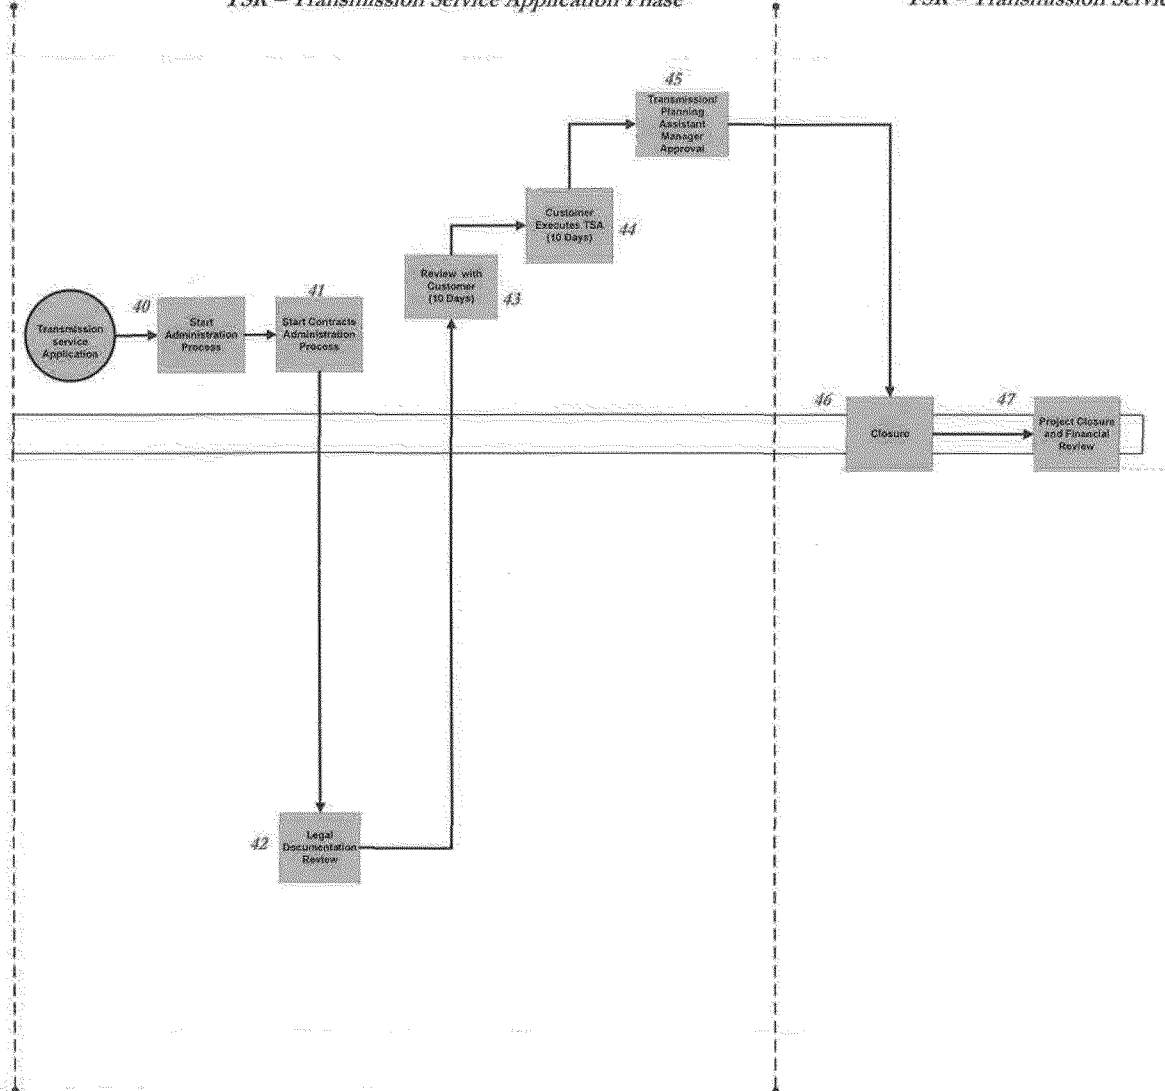 TSR – Transmission Service Application Phase
TSR – Transmission Servic
45
Transmission/
Planning
Assistant
Manager
Approval
Customer
Executes TSA
(10 Days)
44
Review with
Customer
(10 Days)
43
40
41
Transmission
service
Application
Start
Administration
Process
Start Contracts
Administration
Process
46
47
Closure
Project Closure
and Financial
Review
42
Legal
Documentation
Review